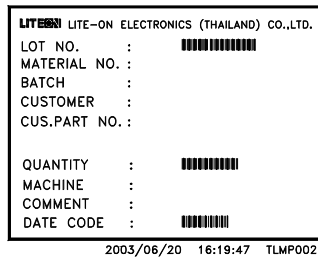 LITEON LITE-ON ELECTRONICS (THAILAND) CO.,LTD.
LOT NO. :
MATERIAL NO. :
BATCH :
CUSTOMER :
CUS.PART NO. :
QUANTITY :
MACHINE :
COMMENT :
DATE CODE :
2003/06/20 16:19:47 TLMP002